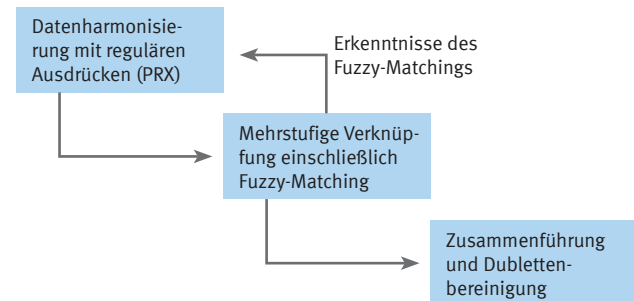 Datenharmonisie-
rung mit regulären
Ausdrücken (PRX)
Erkenntnisse des
Fuzzy-Matchings
Mehrstufige Verknüp-
fung einschließlich
Fuzzy-Matching
Zusammenführung
und Dubletten-
bereinigung